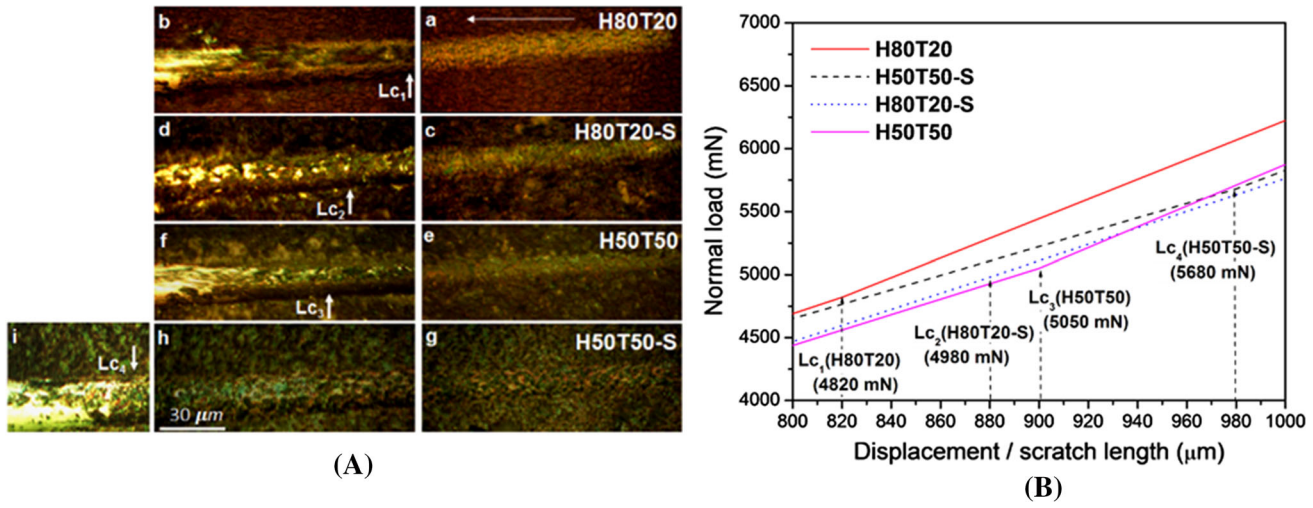 b
a
H80T20
Lc1
d
c
H80T20-S
Lc2
f
e
H50T50
Lc3
i
h
g
H50T50-S
Lc4
30 μm
(A)
Normal load (mN)
7000
6500
6000
5500
5000
4500
4000
H80T20
H50T50-S
H80T20-S
H50T50
Lc4(H50T50-S)
(5680 mN)
Lc3(H50T50)
(5050 mN)
Lc2(H80T20-S)
(4980 mN)
Lc1(H80T20)
(4820 mN)
800 820 840 860 880 900 920 940 960 980 1000
Displacement / scratch length (μm)
(B)